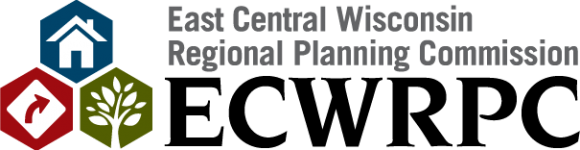 East Central Wisconsin
Regional Planning Commission
ECWRPC